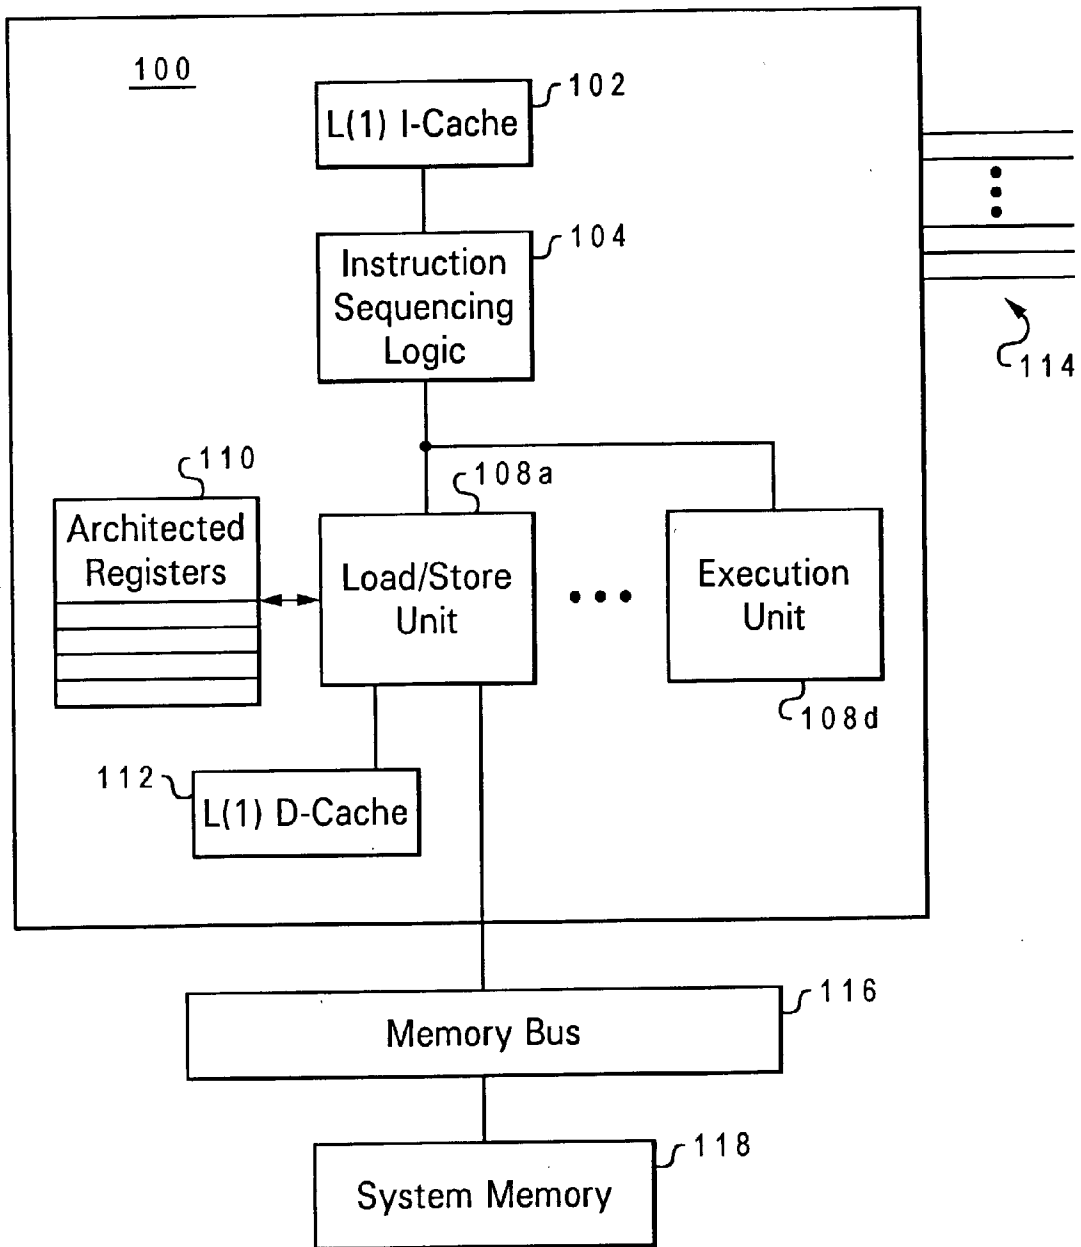 100
102
L(1) I-Cache
104
Instruction
Sequencing
Logic
114
110
108a
Architected
Registers
Load/Store
Unit
Execution
Unit
108d
112
L(1) D-Cache
116
Memory Bus
118
System Memory